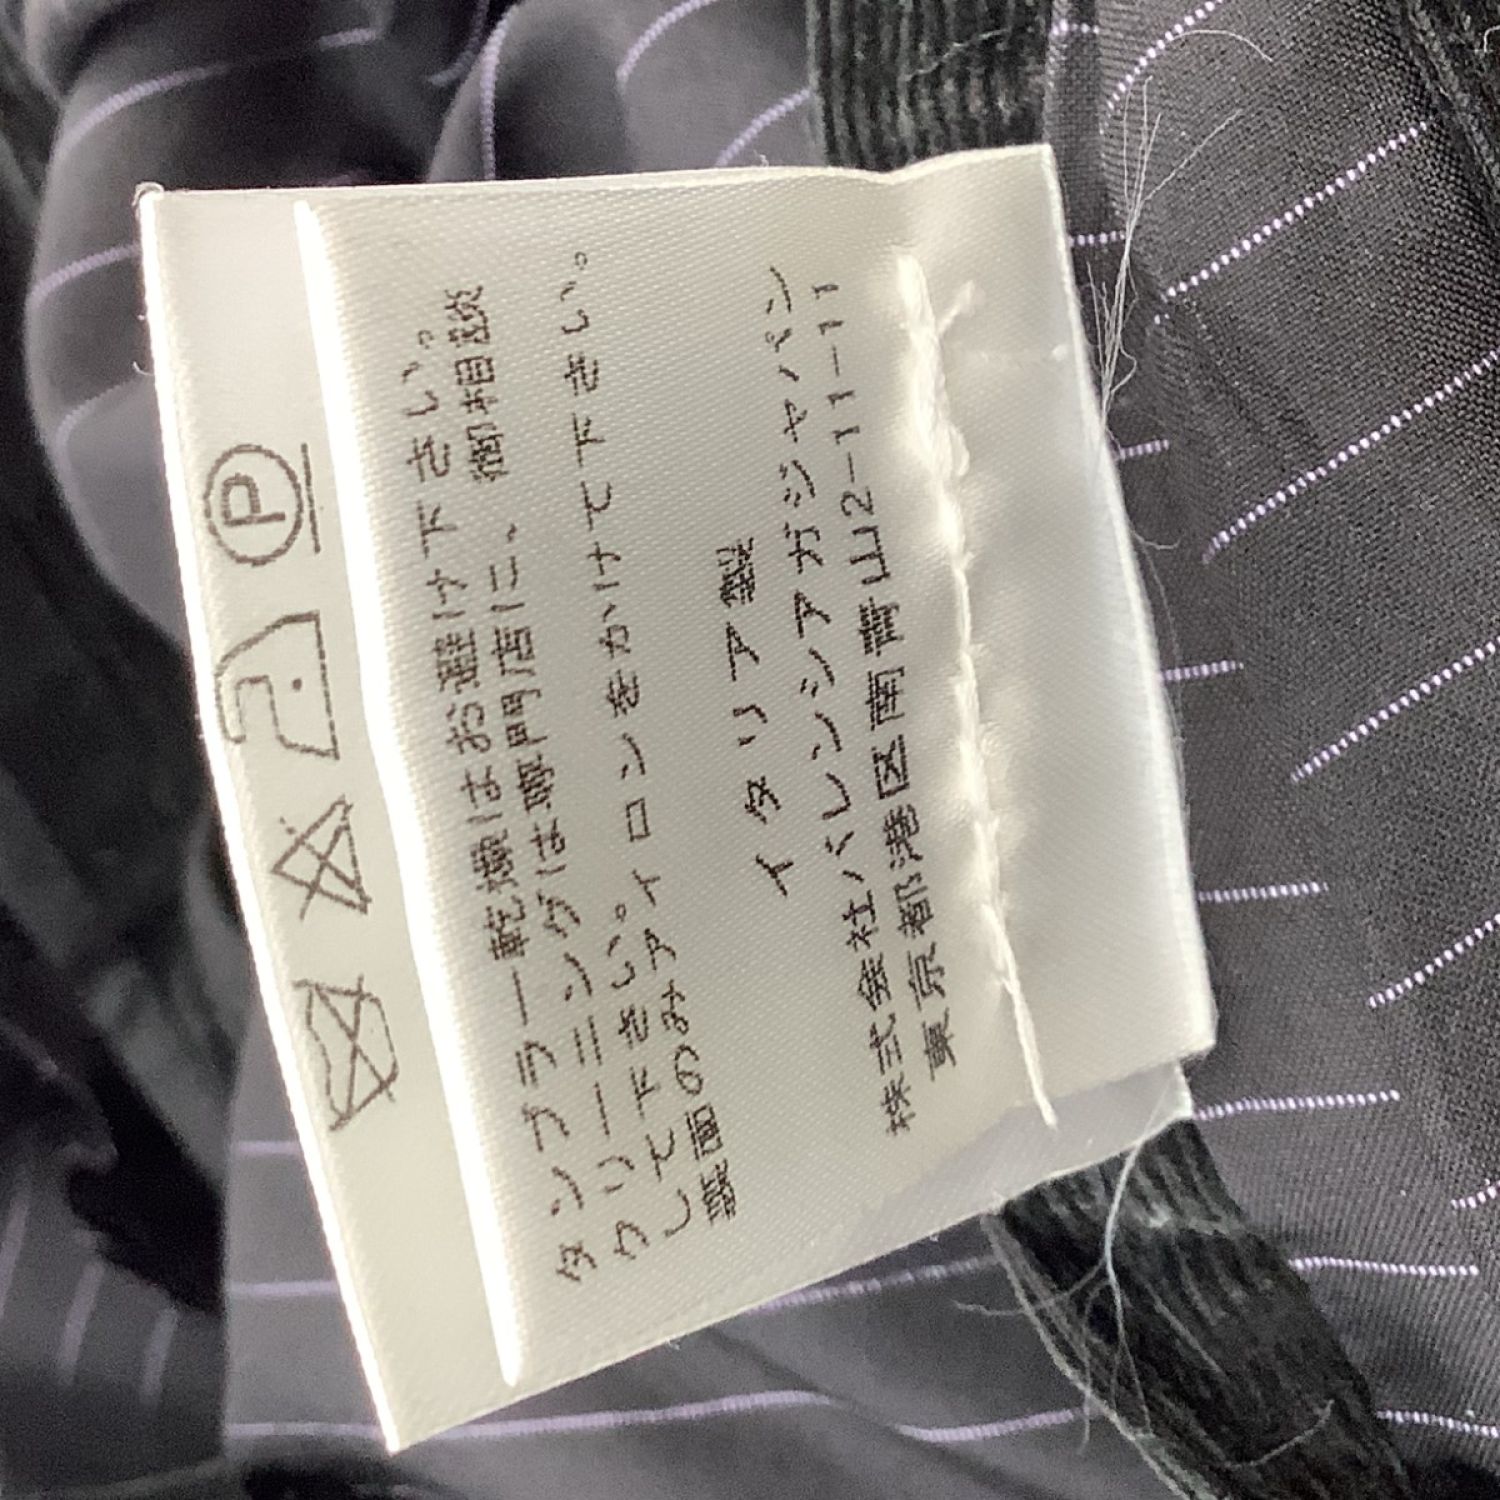 P
タンブラー乾燥はお避け下さい。
クリーニングは専門店に、御相談
して下さい。
裏面のみアイロンをかけて下さい。
イタリア製
株式会社バレンシアガジャパン
東京都港区南青山2-11-11